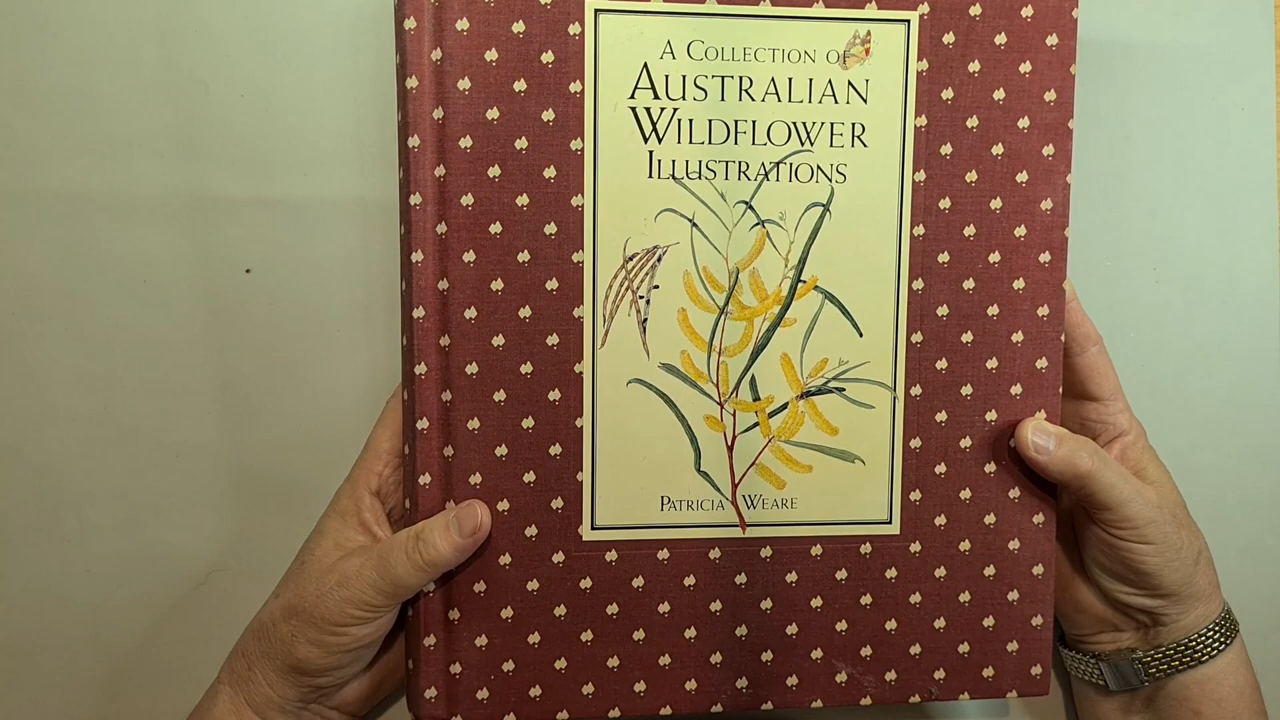 A COLLECTION OF
AUSTRALIAN
WILDFLOWER
ILLUSTRATIONS
PATRICIA WEARE